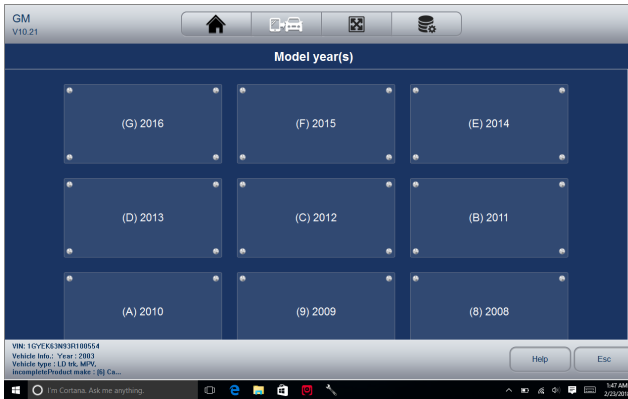 GM
V10.21
Model year(s)
(G) 2016
(F) 2015
(E) 2014
(D) 2013
(C) 2012
(B) 2011
(A) 2010
(9) 2009
(8) 2008
VIN: 1GYEK63N93R100554
Vehicle Info.: Year : 2003
Vehicle type : LD trk, MPV,
incompleteProduct make : (6) Ca...
Help
Esc
I'm Cortana. Ask me anything.
1:47 AM